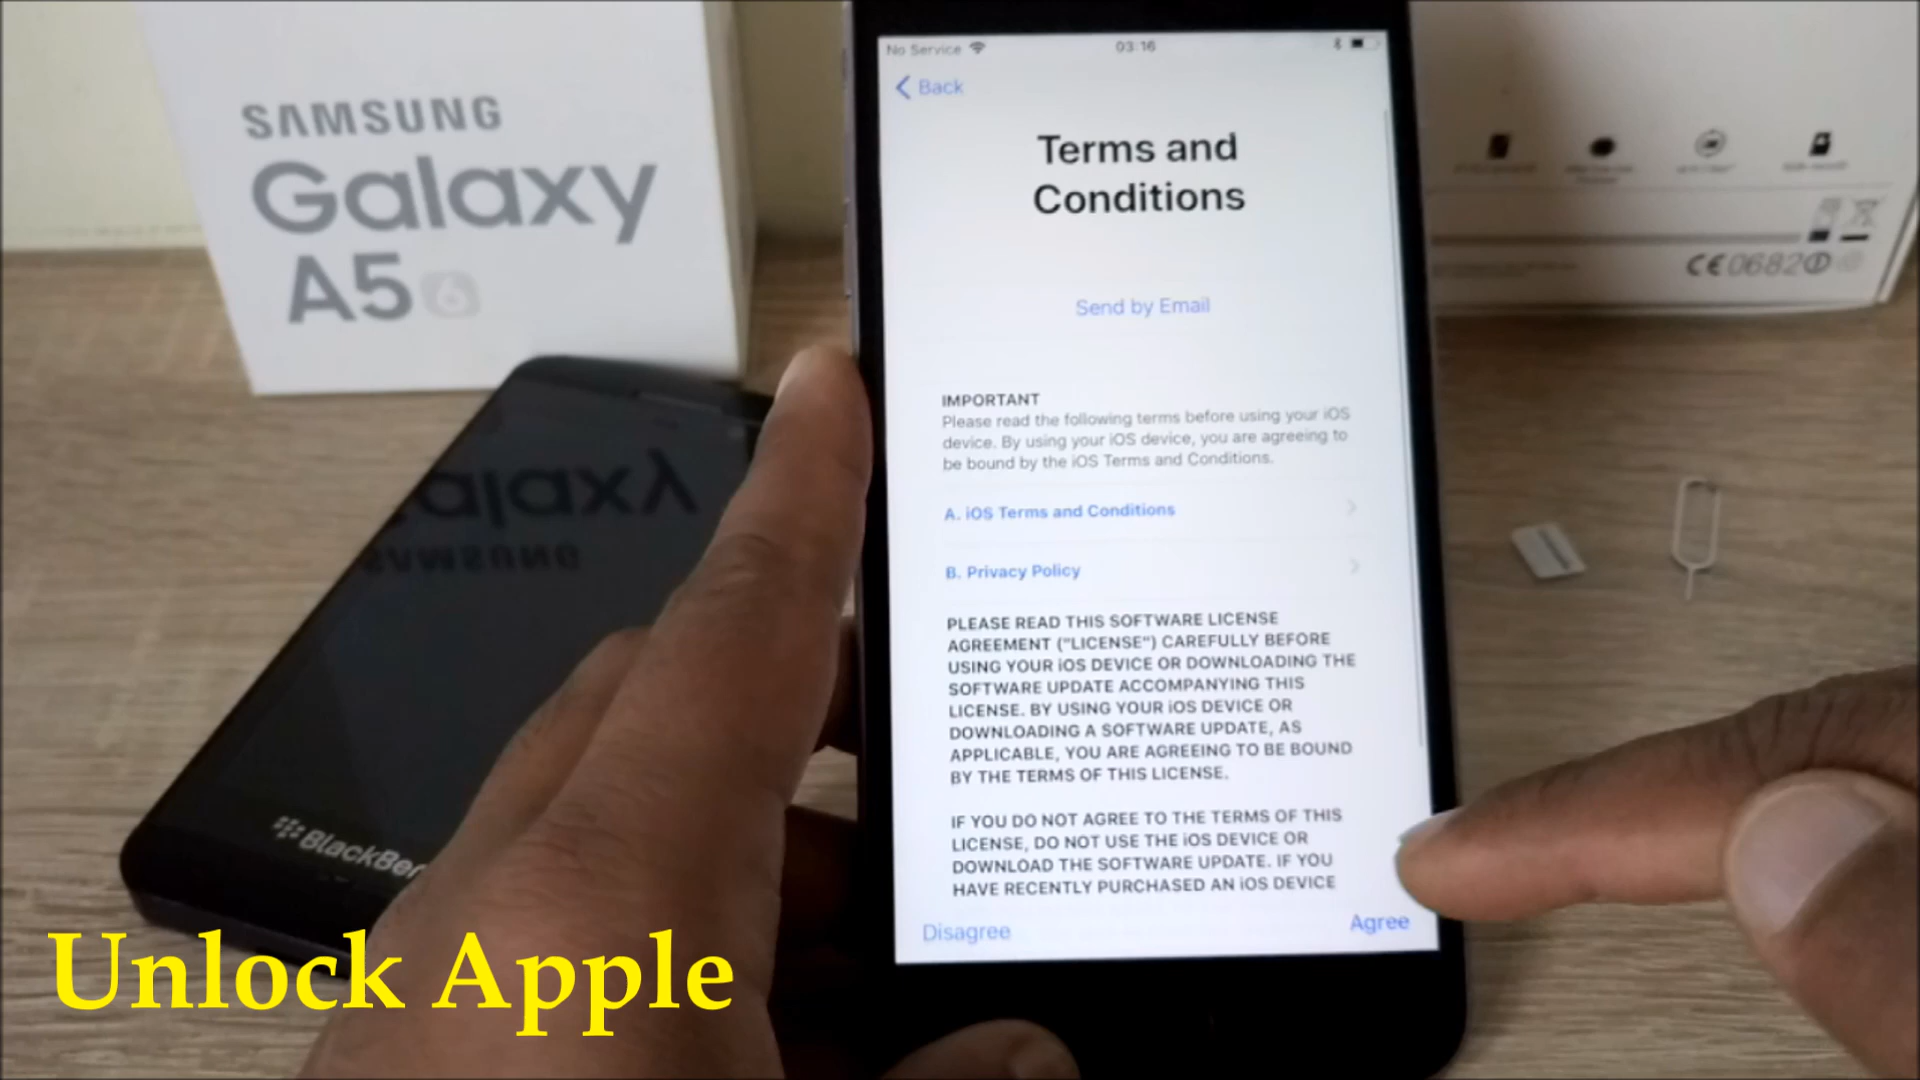 SAMSUNG
Galaxy
A5 6
No Service
03:16
Back
Terms and
Conditions
Send by Email
IMPORTANT
Please read the following terms before using your iOS
device. By using your iOS device, you are agreeing to
be bound by the iOS Terms and Conditions.
A. iOS Terms and Conditions
B. Privacy Policy
PLEASE READ THIS SOFTWARE LICENSE
AGREEMENT ("LICENSE") CAREFULLY BEFORE
USING YOUR iOS DEVICE OR DOWNLOADING THE
SOFTWARE UPDATE ACCOMPANYING THIS
LICENSE. BY USING YOUR iOS DEVICE OR
DOWNLOADING A SOFTWARE UPDATE, AS
APPLICABLE, YOU ARE AGREEING TO BE BOUND
BY THE TERMS OF THIS LICENSE.
IF YOU DO NOT AGREE TO THE TERMS OF THIS
LICENSE, DO NOT USE THE iOS DEVICE OR
DOWNLOAD THE SOFTWARE UPDATE. IF YOU
HAVE RECENTLY PURCHASED AN iOS DEVICE
Disagree
Agree
CE0682
BlackBer
Unlock Apple